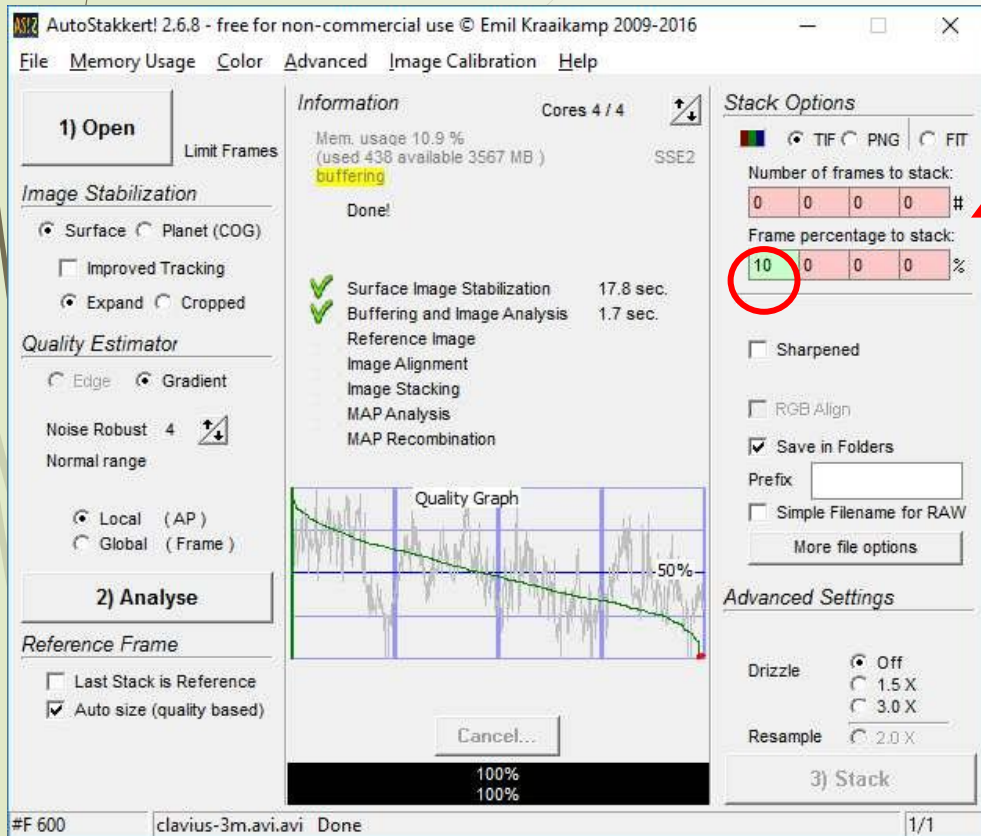 AutoStakkert! 2.6.8 - free for non-commercial use © Emil Kraaikamp 2009-2016
File Memory Usage Color Advanced Image Calibration Help
1) Open
Limit Frames
Image Stabilization
Surface Planet (COG)
Improved Tracking
Expand Cropped
Quality Estimator
Edge Gradient
Noise Robust 4
Normal range
Local (AP)
Global (Frame)
2) Analyse
Reference Frame
Last Stack is Reference
Auto size (quality based)
Information Cores 4 / 4
Mem. usage 10.9 %
(used 438 available 3567 MB ) SSE2
buffering
Done!
Surface Image Stabilization 17.8 sec.
Buffering and Image Analysis 1.7 sec.
Reference Image
Image Alignment
Image Stacking
MAP Analysis
MAP Recombination
Quality Graph
50%
Cancel...
100%
100%
Stack Options
TIF PNG FIT
Number of frames to stack:
0 0 0 0 #
Frame percentage to stack:
10 0 0 0 %
Sharpened
RGB Align
Save in Folders
Prefix
Simple Filename for RAW
More file options
Advanced Settings
Drizzle Off
1.5 X
3.0 X
Resample 2.0 X
3) Stack
#F 600 clavius-3m.avi.avi Done 1/1